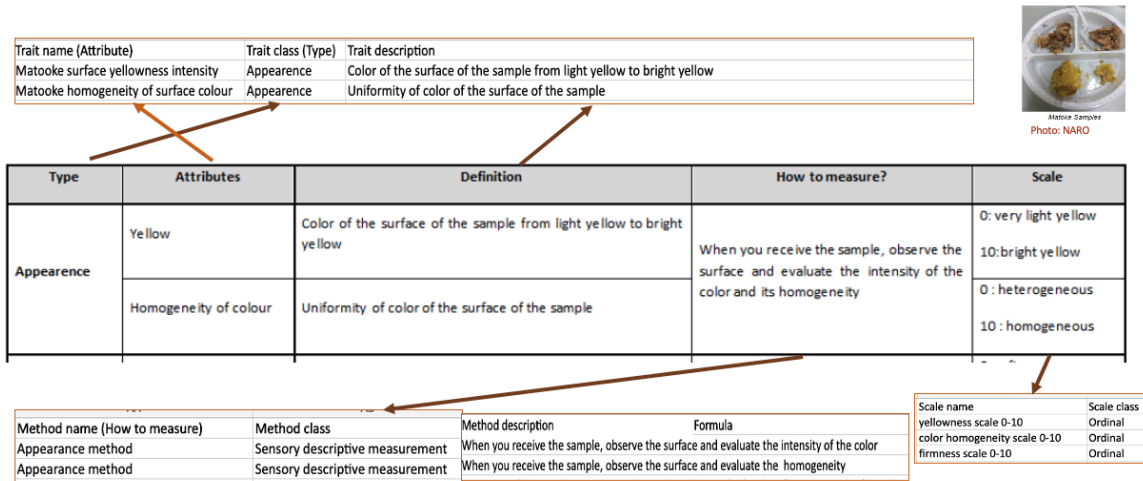 Trait name (Attribute) Trait class (Type) Trait description
Matooke surface yellowness intensity Appearence Color of the surface of the sample from light yellow to bright yellow
Matooke homogeneity of surface colour Appearence Uniformity of color of the surface of the sample
Matoke Samples
Photo: NARO
Type Attributes Definition How to measure? Scale
Appearence
Yellow
Color of the surface of the sample from light yellow to bright
yellow
When you receive the sample, observe the
surface and evaluate the intensity of the
color and its homogeneity
0: very light yellow
10:bright yellow
Homogeneity of colour
Uniformity of color of the surface of the sample
0 : heterogeneous
10 : homogeneous
Method name (How to measure) Method class Method description Formula
Appearance method Sensory descriptive measurement When you receive the sample, observe the surface and evaluate the intensity of the color
Appearance method Sensory descriptive measurement When you receive the sample, observe the surface and evaluate the homogeneity
Scale name Scale class
yellowness scale 0-10 Ordinal
color homogeneity scale 0-10 Ordinal
firmness scale 0-10 Ordinal